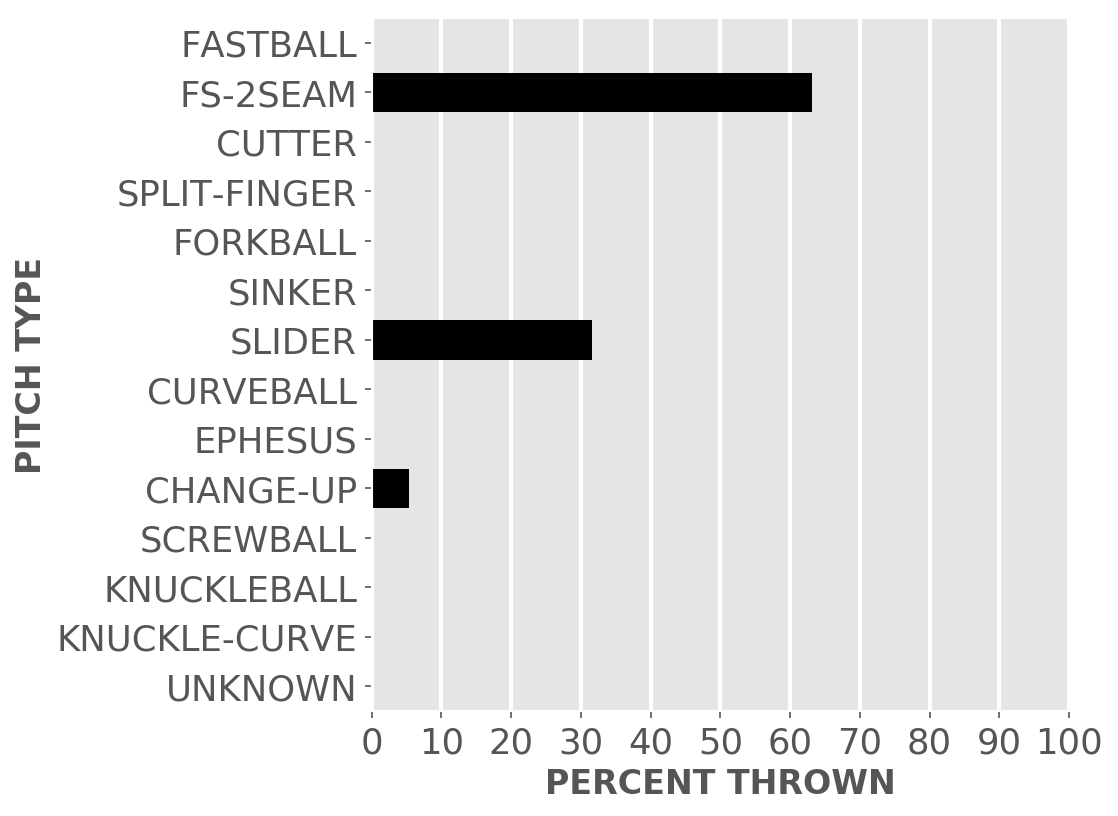 FASTBALL
FS-2SEAM
CUTTER
SPLIT-FINGER
FORKBALL
SINKER
SLIDER
CURVEBALL
EPHESUS
CHANGE-UP
SCREWBALL
KNUCKLEBALL
KNUCKLE-CURVE
UNKNOWN
PITCH TYPE
0 10 20 30 40 50 60 70 80 90 100
PERCENT THROWN